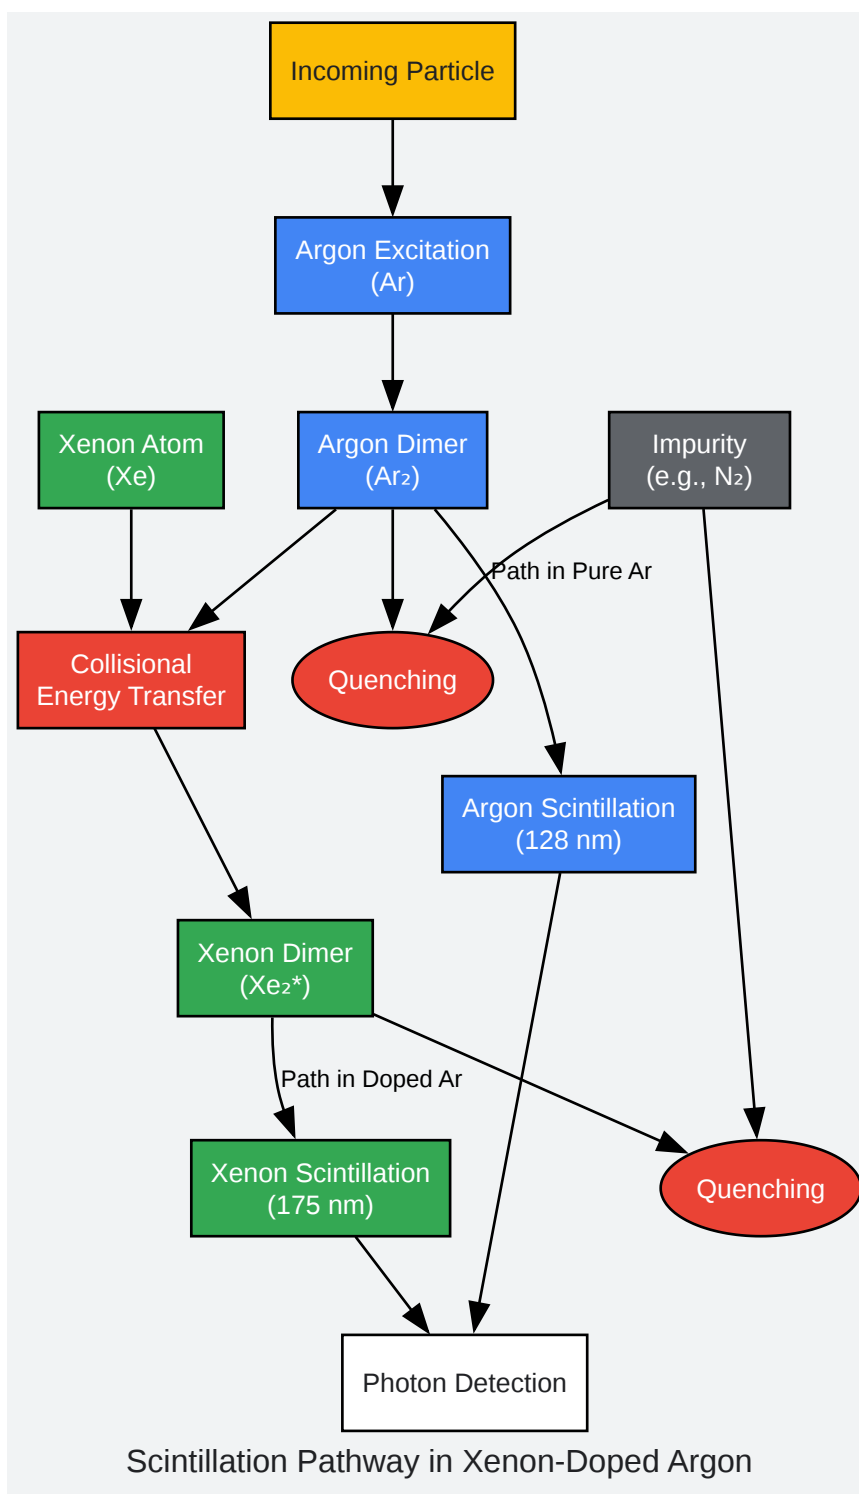 Incoming Particle
Argon Excitation
(Ar)
Xenon Atom
(Xe)
Argon Dimer
(Ar₂)
Impurity
(e.g., N₂)
Path in Pure Ar
Collisional
Energy Transfer
Quenching
Argon Scintillation
(128 nm)
Xenon Dimer
(Xe₂*)
Path in Doped Ar
Xenon Scintillation
(175 nm)
Quenching
Photon Detection
Scintillation Pathway in Xenon-Doped Argon